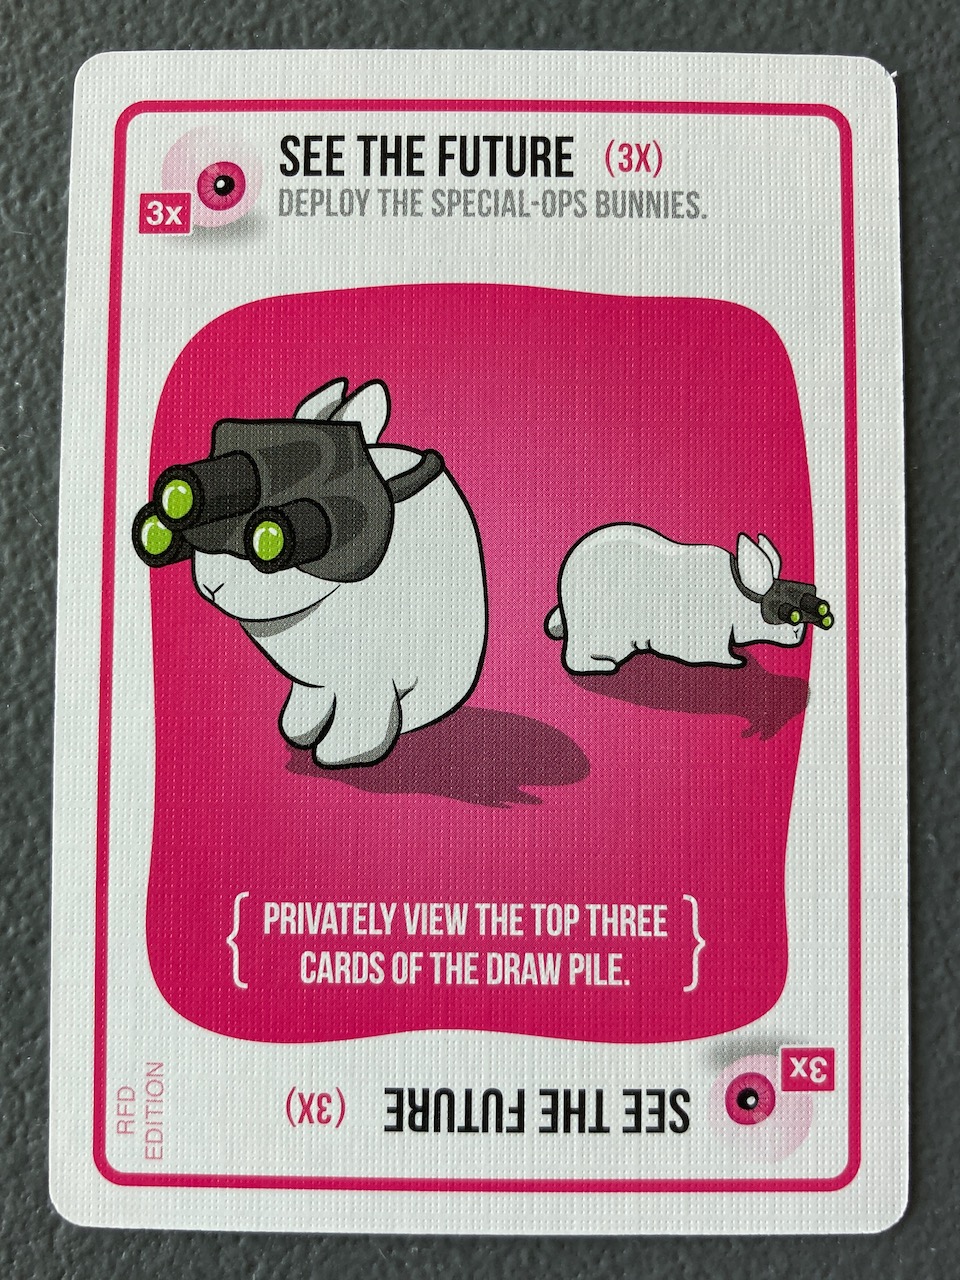 SEE THE FUTURE (3X)
3x
DEPLOY THE SPECIAL-OPS BUNNIES.
{ PRIVATELY VIEW THE TOP THREE
CARDS OF THE DRAW PILE. }
RFD
EDITION
3x
SEE THE FUTURE (3X)